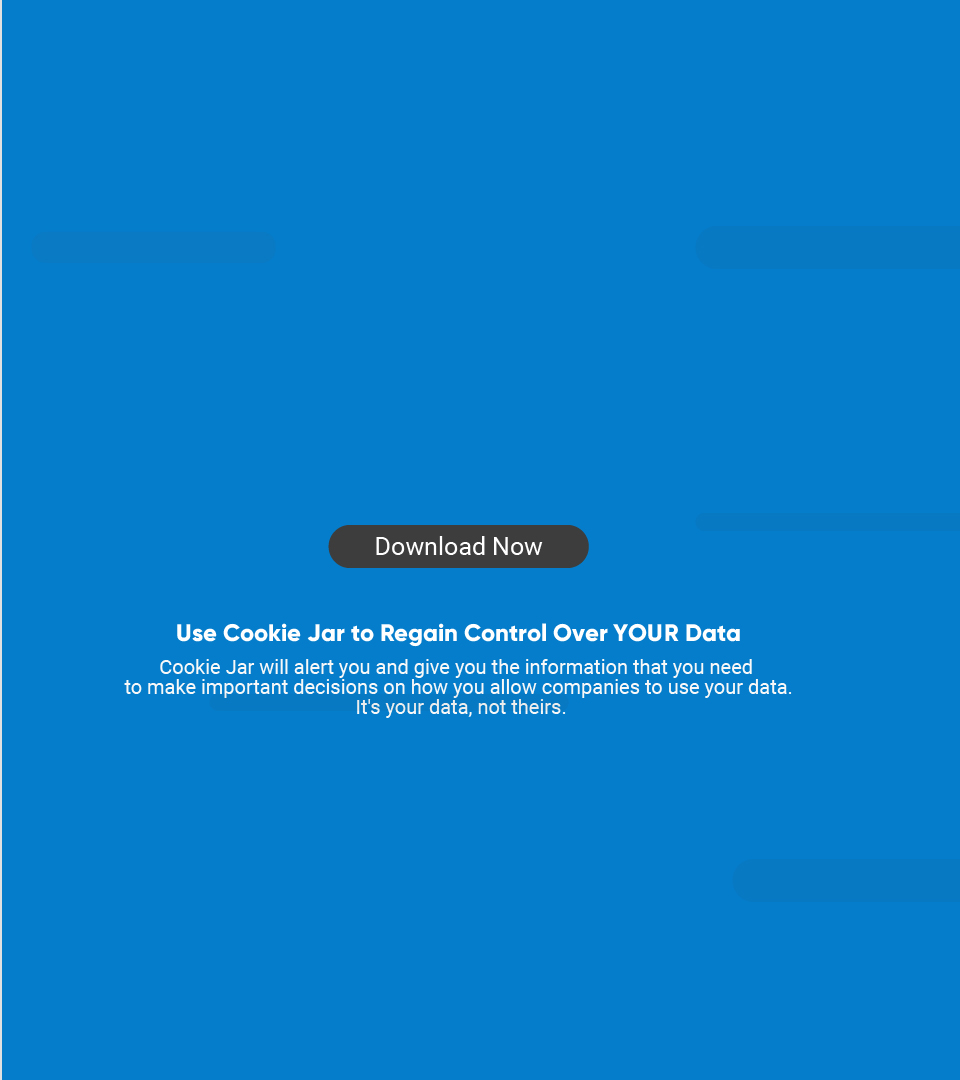 Download Now
Use Cookie Jar to Regain Control Over YOUR Data
Cookie Jar will alert you and give you the information that you need
to make important decisions on how you allow companies to use your data.
It's your data, not theirs.